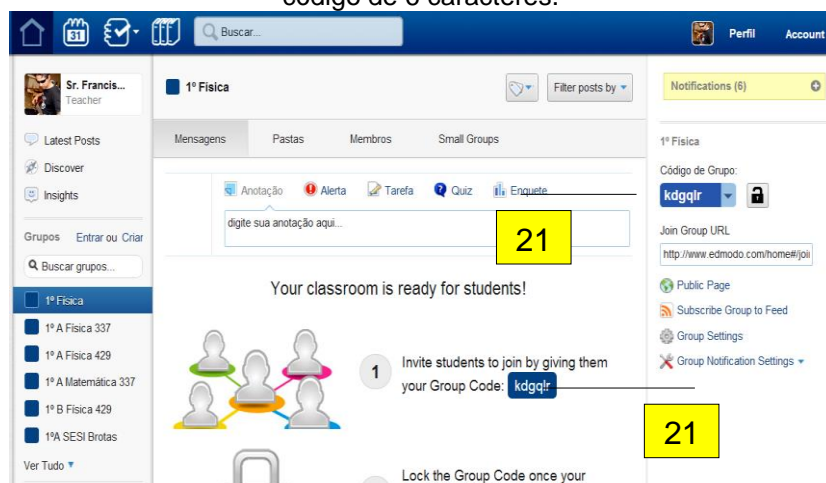 código de 6 caracteres.
31
Buscar...
Perfil
Account
Sr. Francis...
Teacher
Latest Posts
Discover
Insights
Grupos Entrar ou Criar
Buscar grupos...
1º Física
1º A Física 337
1º A Física 429
1º A Matemática 337
1º B Física 429
1ºA SESI Brotas
Ver Tudo
1º Física
Filter posts by
Mensagens Pastas Membros Small Groups
Anotação Alerta Tarefa Quiz Enquete
digite sua anotação aqui...
21
Your classroom is ready for students!
1
Invite students to join by giving them
your Group Code: kdgqlr
21
Lock the Group Code once your
Notifications (6)
1º Física
Código de Grupo:
kdgqlr
Join Group URL
http://www.edmodo.com/home#/joi
Public Page
Subscribe Group to Feed
Group Settings
Group Notification Settings